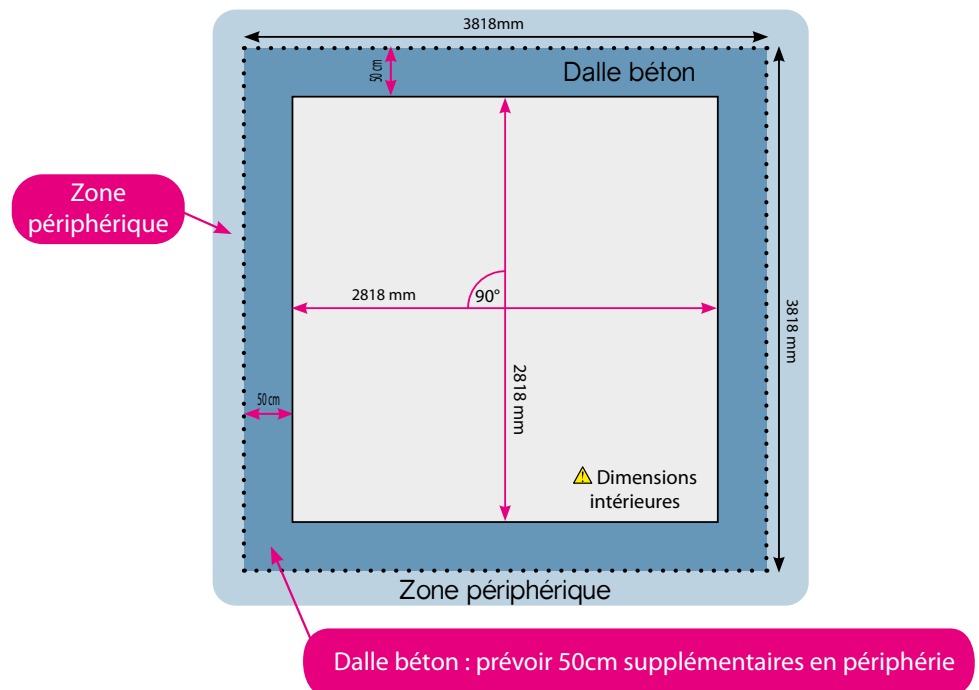 3818mm
50 cm
Dalle béton
Zone
périphérique
2818 mm
90°
3818 mm
2818 mm
50 cm
Dimensions
intérieures
Zone périphérique
Dalle béton : prévoir 50cm supplémentaires en périphérie